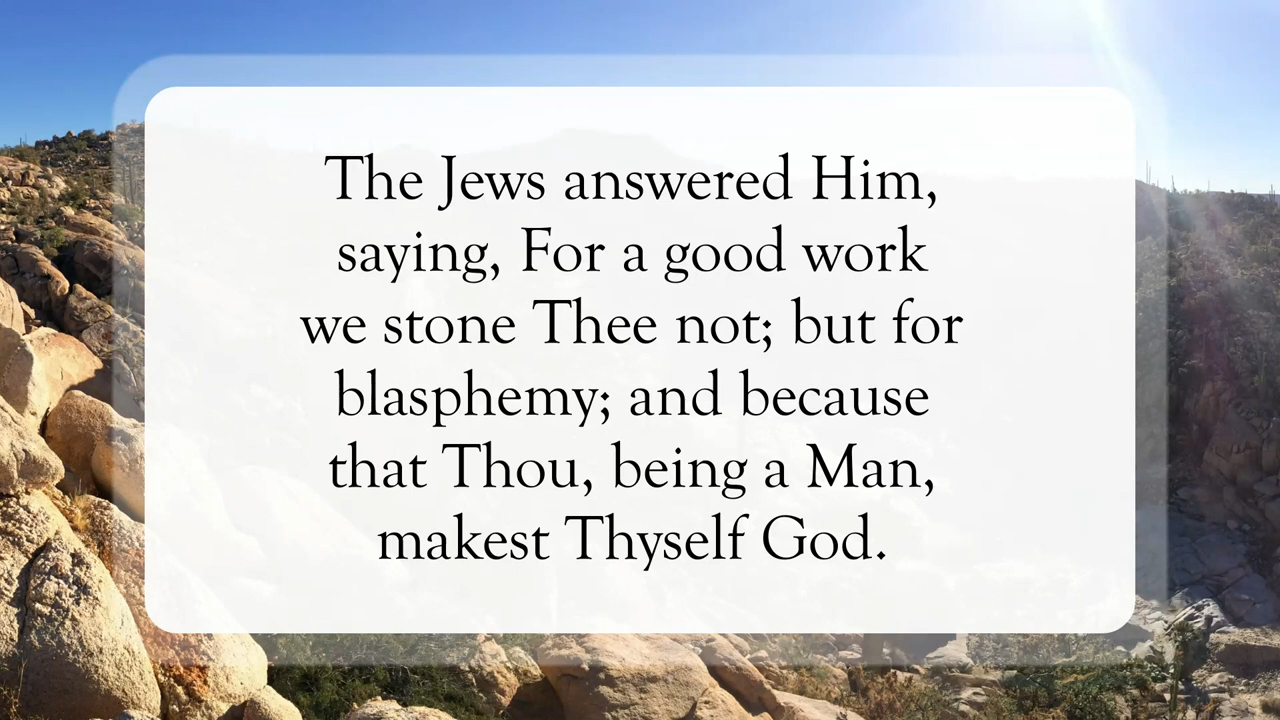 The Jews answered Him,
saying, For a good work
we stone Thee not; but for
blasphemy; and because
that Thou, being a Man,
makest Thyself God.